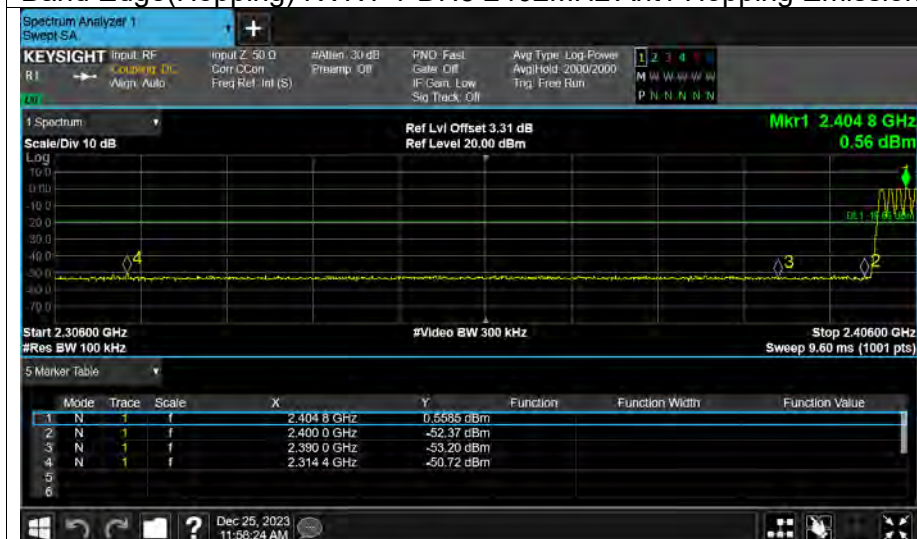 Band Edge(Hopping) NVNT 1-DH5 2402MHz Ant1 Hopping Emission
Spectrum Analyzer 1
Swept SA
KEYSIGHT Input: RF Input Z: 50 Ω #Atten: 30 dB PNO: Fast Avg Type: Log-Power 1 2 3 4
R1 Coupling: DC Corr CCorr Preamp: Off Gate: Off Avg|Hold: 2000/2000 M W W W W W
Align: Auto Freq Ref: Int (S) IF Gain: Low Trig: Free Run
Sig Track: Off P N N N N N
1 Spectrum Ref Lvl Offset 3.31 dB Mkr1 2.404 8 GHz
Scale/Div 10 dB Ref Level 20.00 dBm 0.56 dBm
Log
10.0
0.00
-10.0
-20.0
-30.0
-40.0
-50.0
-60.0
-70.0
4
3
2
Start 2.30600 GHz #Video BW 300 kHz Stop 2.40600 GHz
#Res BW 100 kHz Sweep 9.60 ms (1001 pts)
5 Marker Table
Mode Trace Scale X Y Function Function Width Function Value
1 N 1 f 2.404 8 GHz 0.5585 dBm
2 N 1 f 2.400 0 GHz -52.37 dBm
3 N 1 f 2.390 0 GHz -53.20 dBm
4 N 1 f 2.314 4 GHz -50.72 dBm
5
6
? Dec 25, 2023
11:56:24 AM